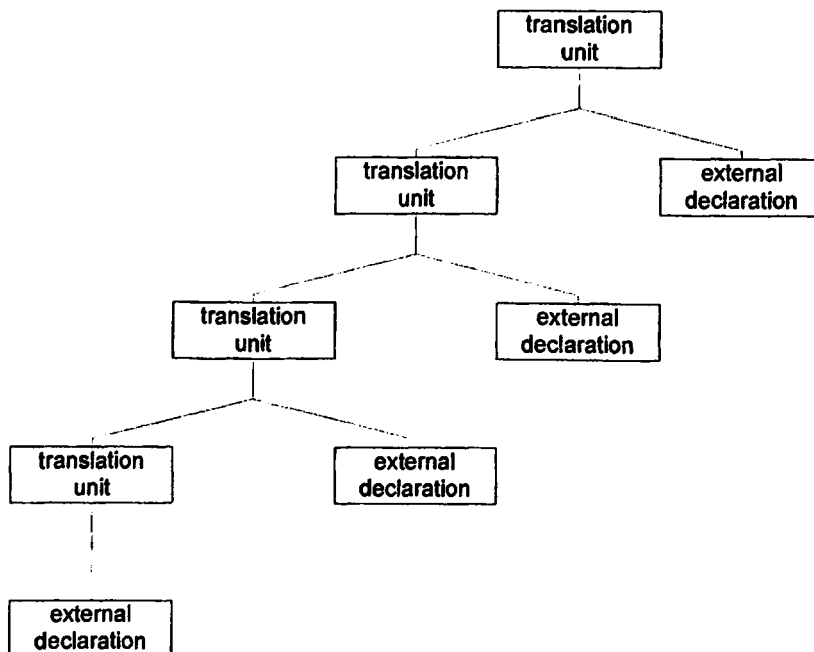 translation
unit
translation
unit
external
declaration
translation
unit
external
declaration
translation
unit
external
declaration
external
declaration